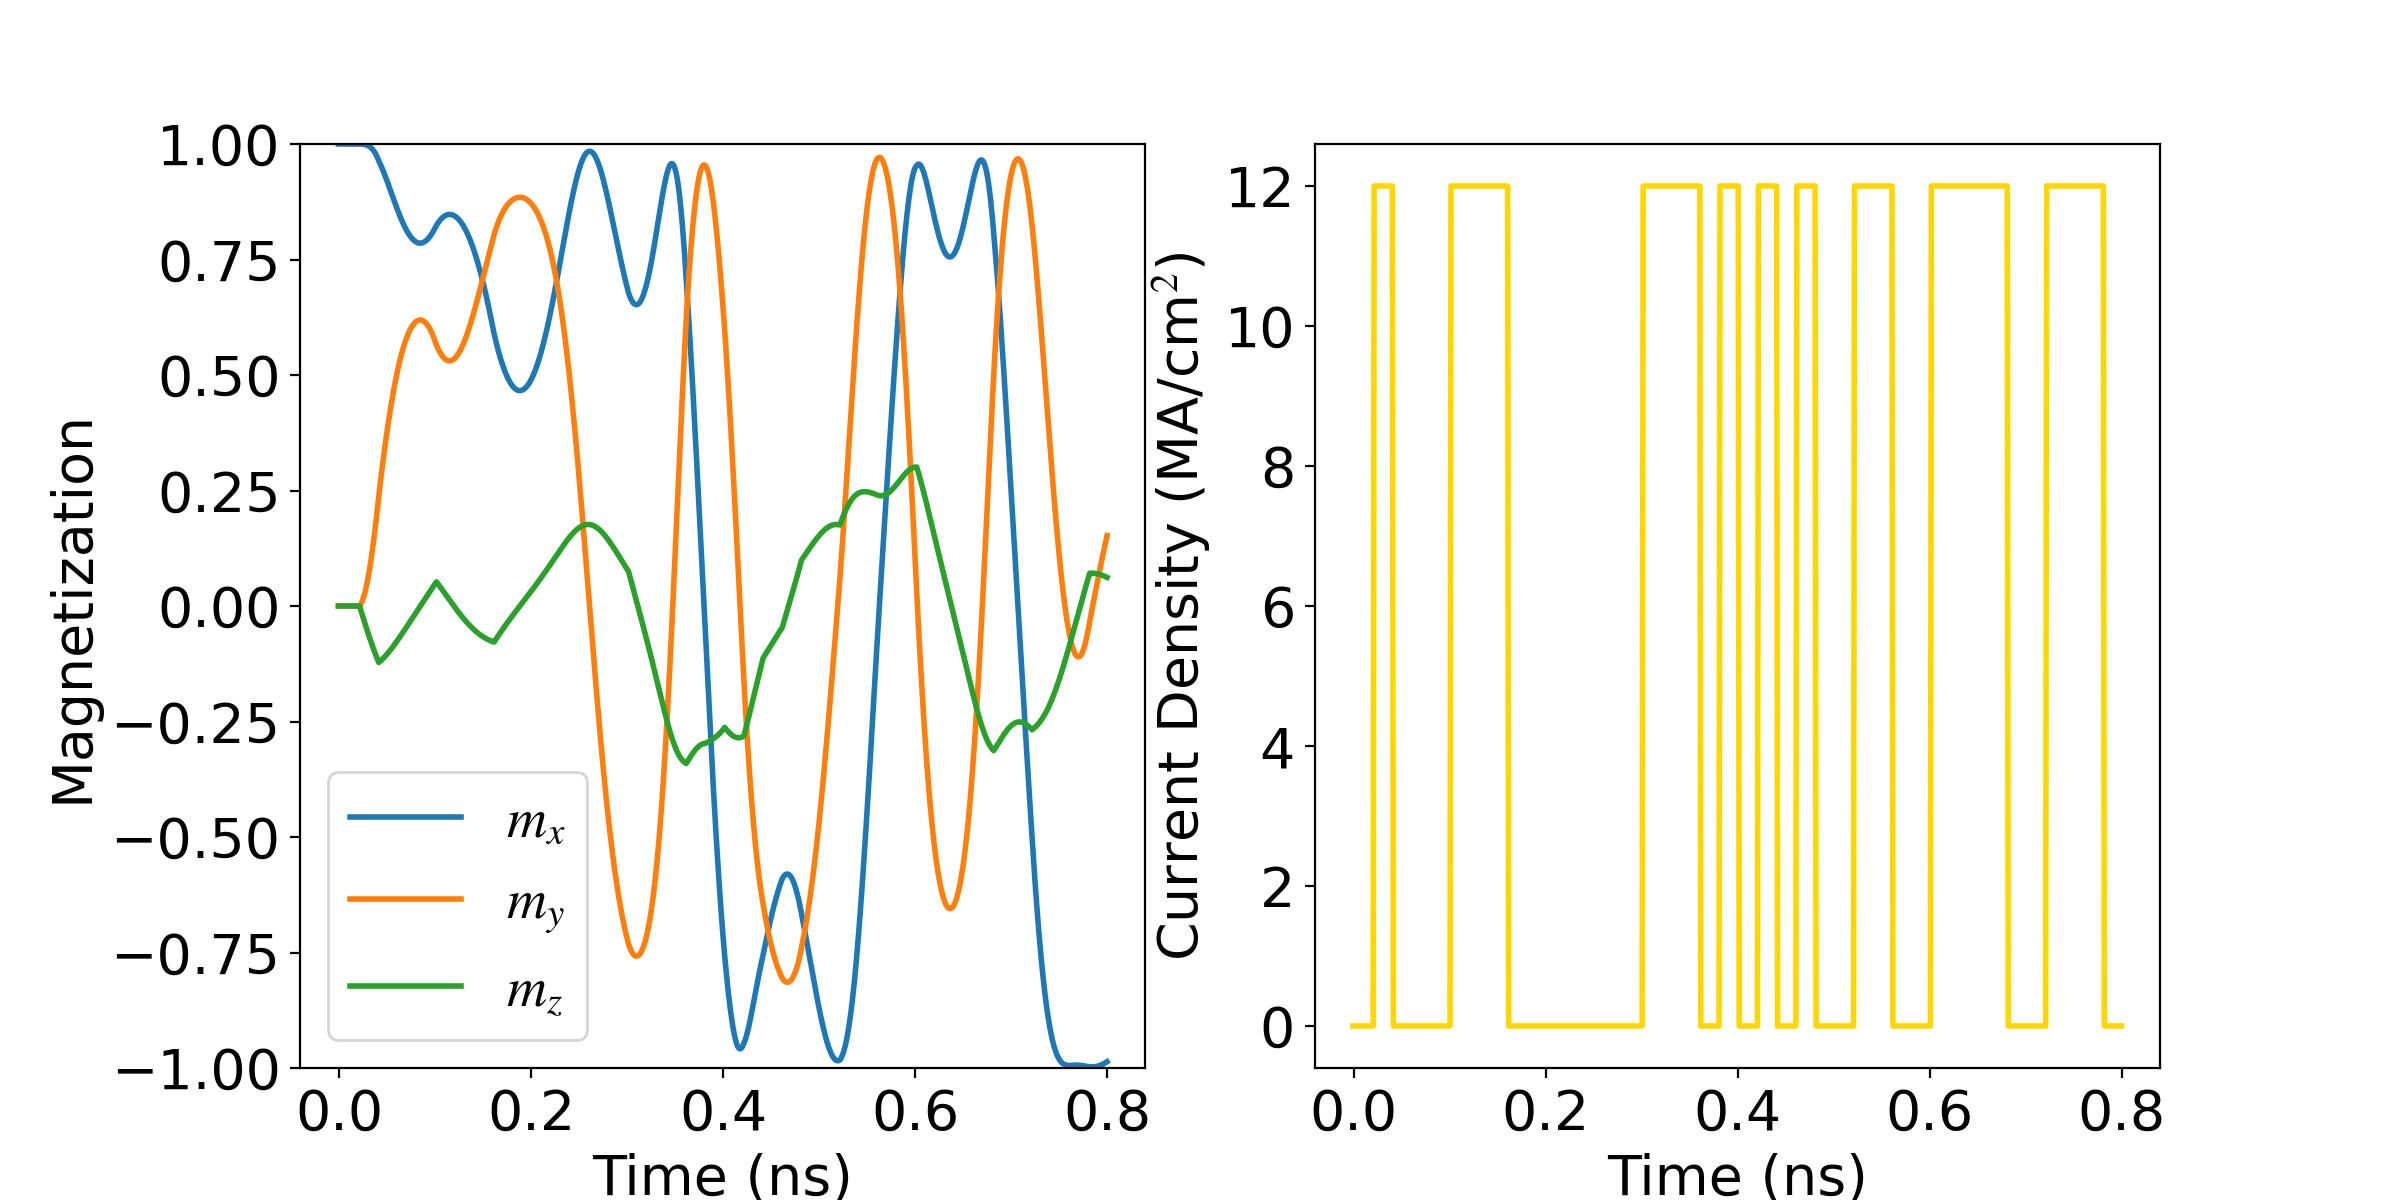 Magnetization
1.00
0.75
0.50
0.25
0.00
−0.25
−0.50
−0.75
−1.00
m_x
m_y
m_z
0.0 0.2 0.4 0.6 0.8
Time (ns)
Current Density (MA/cm²)
12
10
8
6
4
2
0
0.0 0.2 0.4 0.6 0.8
Time (ns)